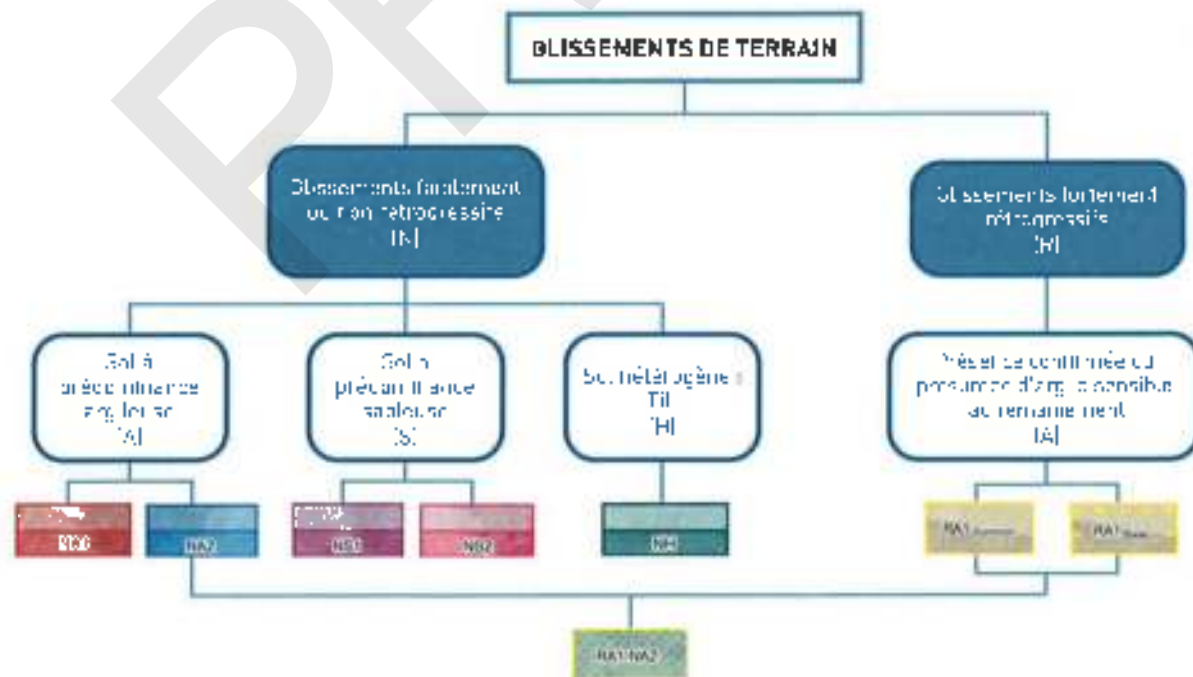 GLISSEMENTS DE TERRAIN
Glissements faiblement
ou non rétrogressifs
[N]
Glissements fortement
rétrogressifs
[R]
Sol à
prédominance
argileuse
[A]
Sol à
prédominance
sableuse
[S]
Sol hétérogène
Till
[H]
Présence confirmée ou
présumée d'argile sensible
au remaniement
[A]
NA1
NA2
NS1
NS2
NH
RA1
RA1
RA1-NA2